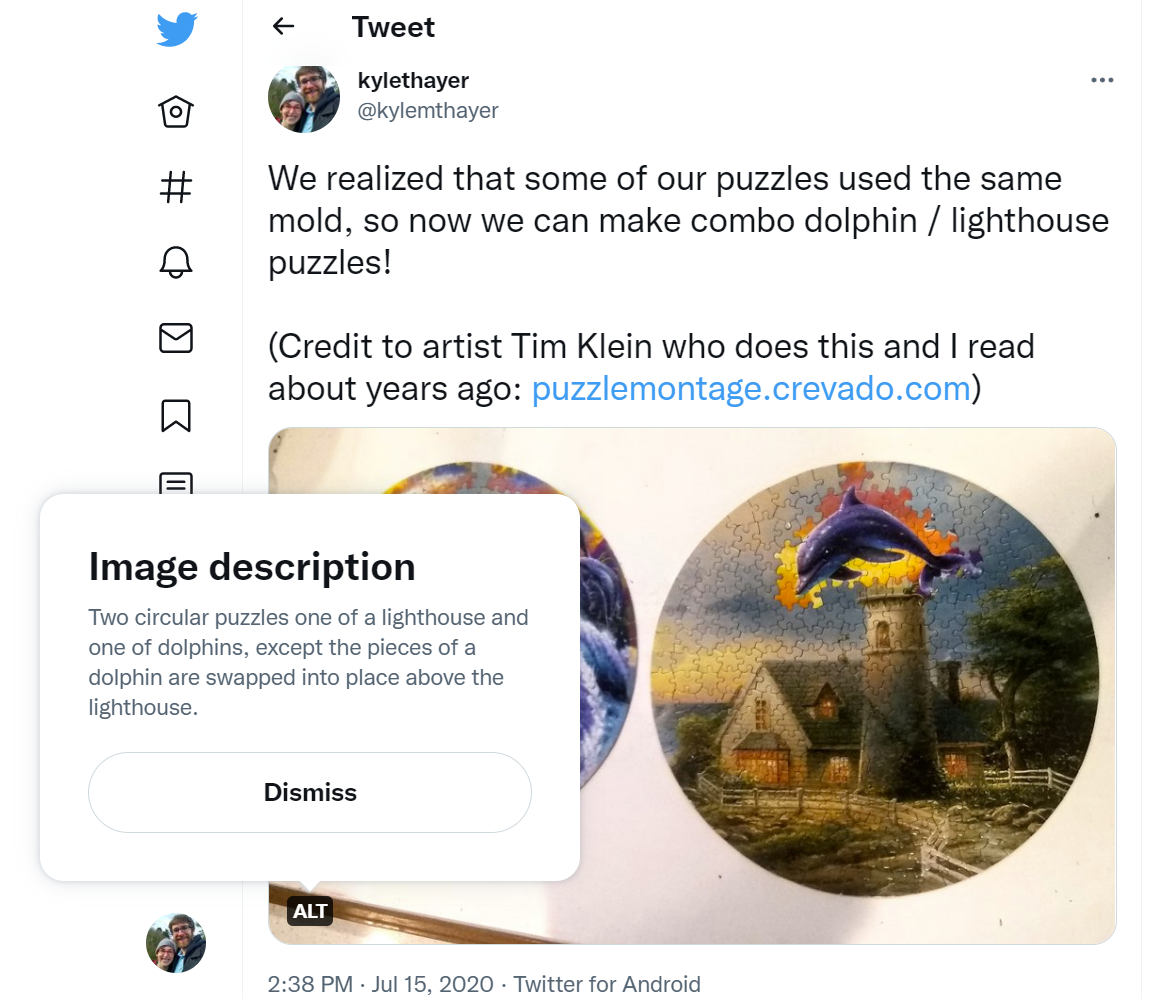 Tweet
kylethayer
@kylemthayer
We realized that some of our puzzles used the same
mold, so now we can make combo dolphin / lighthouse
puzzles!
(Credit to artist Tim Klein who does this and I read
about years ago: puzzlemontage.crevado.com)
Image description
Two circular puzzles one of a lighthouse and
one of dolphins, except the pieces of a
dolphin are swapped into place above the
lighthouse.
Dismiss
ALT
2:38 PM · Jul 15, 2020 · Twitter for Android